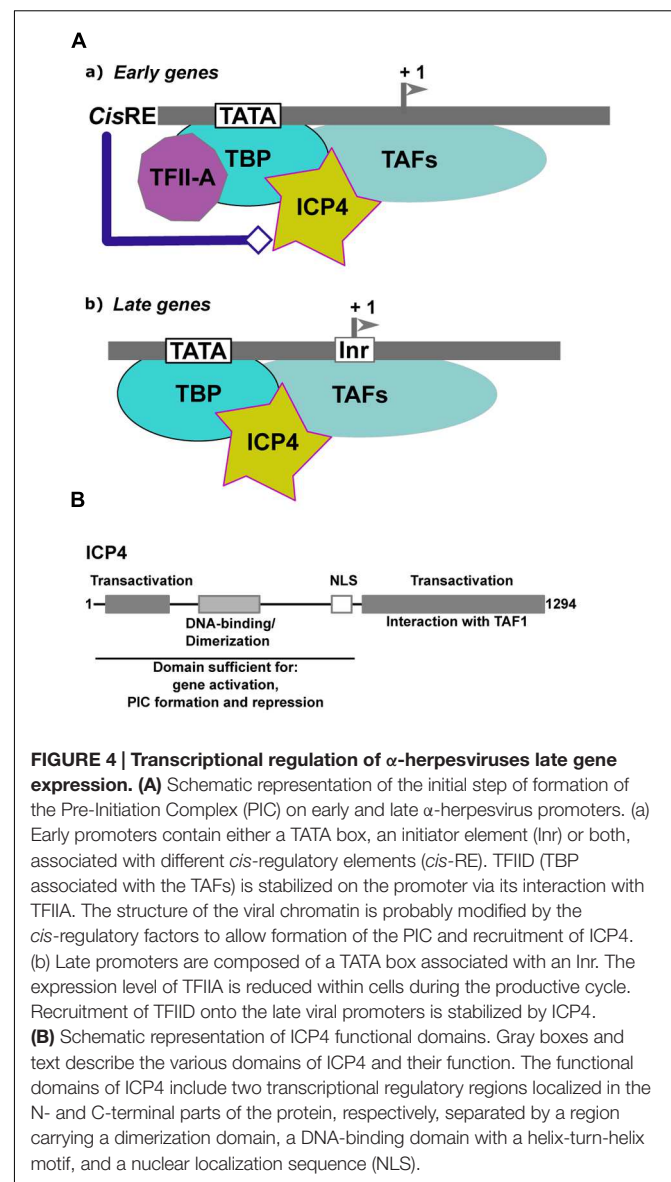 A
a) Early genes
+ 1
CisRE
TATA
TBP
TAFs
TFII-A
ICP4
b) Late genes
+ 1
TATA
Inr
TBP
TAFs
ICP4
B
ICP4
Transactivation
NLS
Transactivation
1
1294
DNA-binding/
Dimerization
Interaction with TAF1
Domain sufficient for:
gene activation,
PIC formation and repression
FIGURE 4 | Transcriptional regulation of α-herpesviruses late gene
expression. (A) Schematic representation of the initial step of formation of
the Pre-Initiation Complex (PIC) on early and late α-herpesvirus promoters. (a)
Early promoters contain either a TATA box, an initiator element (Inr) or both,
associated with different cis-regulatory elements (cis-RE). TFIID (TBP
associated with the TAFs) is stabilized on the promoter via its interaction with
TFIIA. The structure of the viral chromatin is probably modified by the
cis-regulatory factors to allow formation of the PIC and recruitment of ICP4.
(b) Late promoters are composed of a TATA box associated with an Inr. The
expression level of TFIIA is reduced within cells during the productive cycle.
Recruitment of TFIID onto the late viral promoters is stabilized by ICP4.
(B) Schematic representation of ICP4 functional domains. Gray boxes and
text describe the various domains of ICP4 and their function. The functional
domains of ICP4 include two transcriptional regulatory regions localized in the
N- and C-terminal parts of the protein, respectively, separated by a region
carrying a dimerization domain, a DNA-binding domain with a helix-turn-helix
motif, and a nuclear localization sequence (NLS).